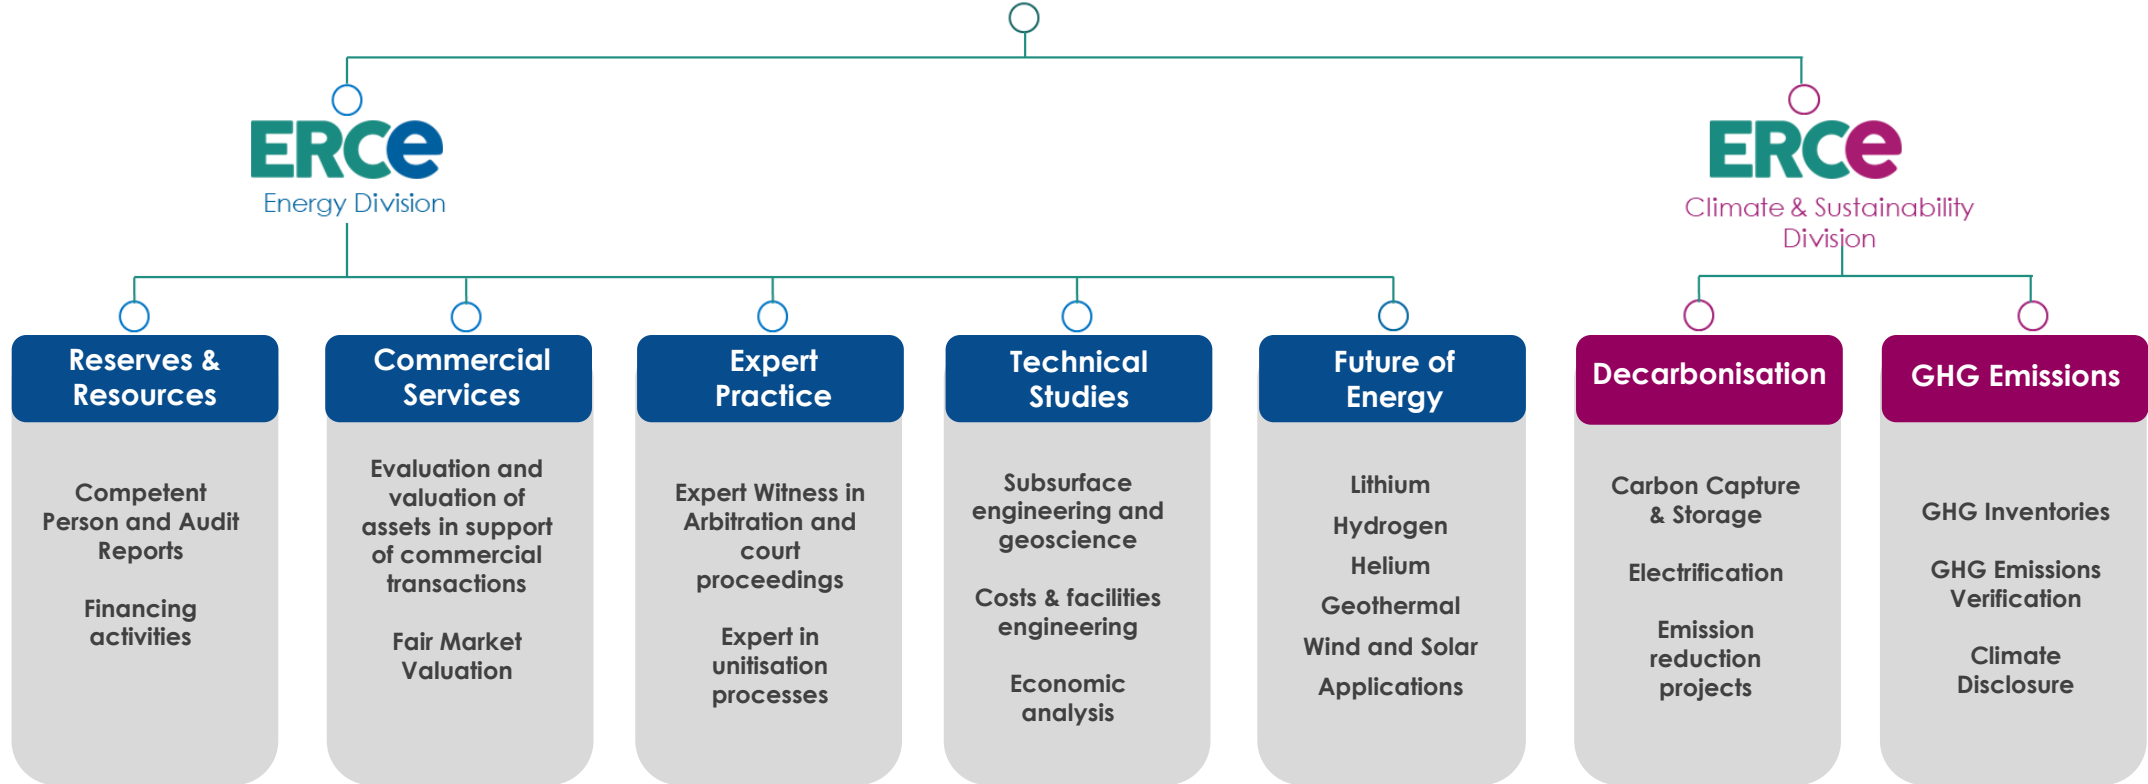 ERCe
Energy Division
ERCe
Climate & Sustainability
Division
Reserves &
Resources
Competent
Person and Audit
Reports
Financing
activities
Commercial
Services
Evaluation and
valuation of
assets in support
of commercial
transactions
Fair Market
Valuation
Expert
Practice
Expert Witness in
Arbitration and
court
proceedings
Expert in
unitisation
processes
Technical
Studies
Subsurface
engineering and
geoscience
Costs & facilities
engineering
Economic
analysis
Future of
Energy
Lithium
Hydrogen
Helium
Geothermal
Wind and Solar
Applications
Decarbonisation
Carbon Capture
& Storage
Electrification
Emission
reduction
projects
GHG Emissions
GHG Inventories
GHG Emissions
Verification
Climate
Disclosure